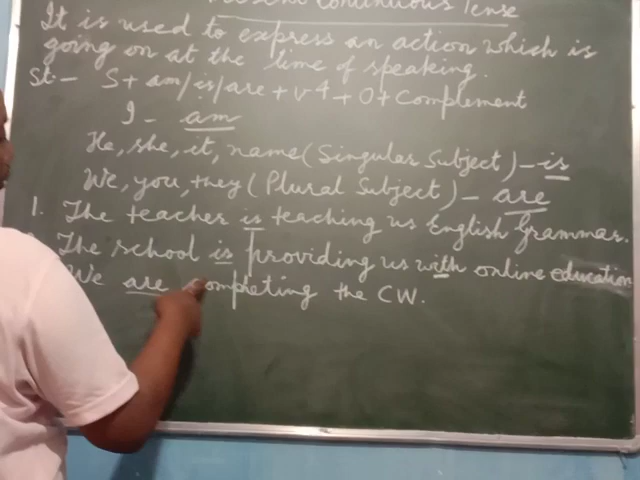 Present Continuous Tense
It is used to express an action which is
going on at the time of speaking.
St:- S + am/is/are + v4 + O + Complement
I - am
He, she, it, name (Singular Subject) - is
We, you, they (Plural Subject) - are
1. The teacher is teaching us English Grammar.
The school is providing us with online education
We are completing the CW.